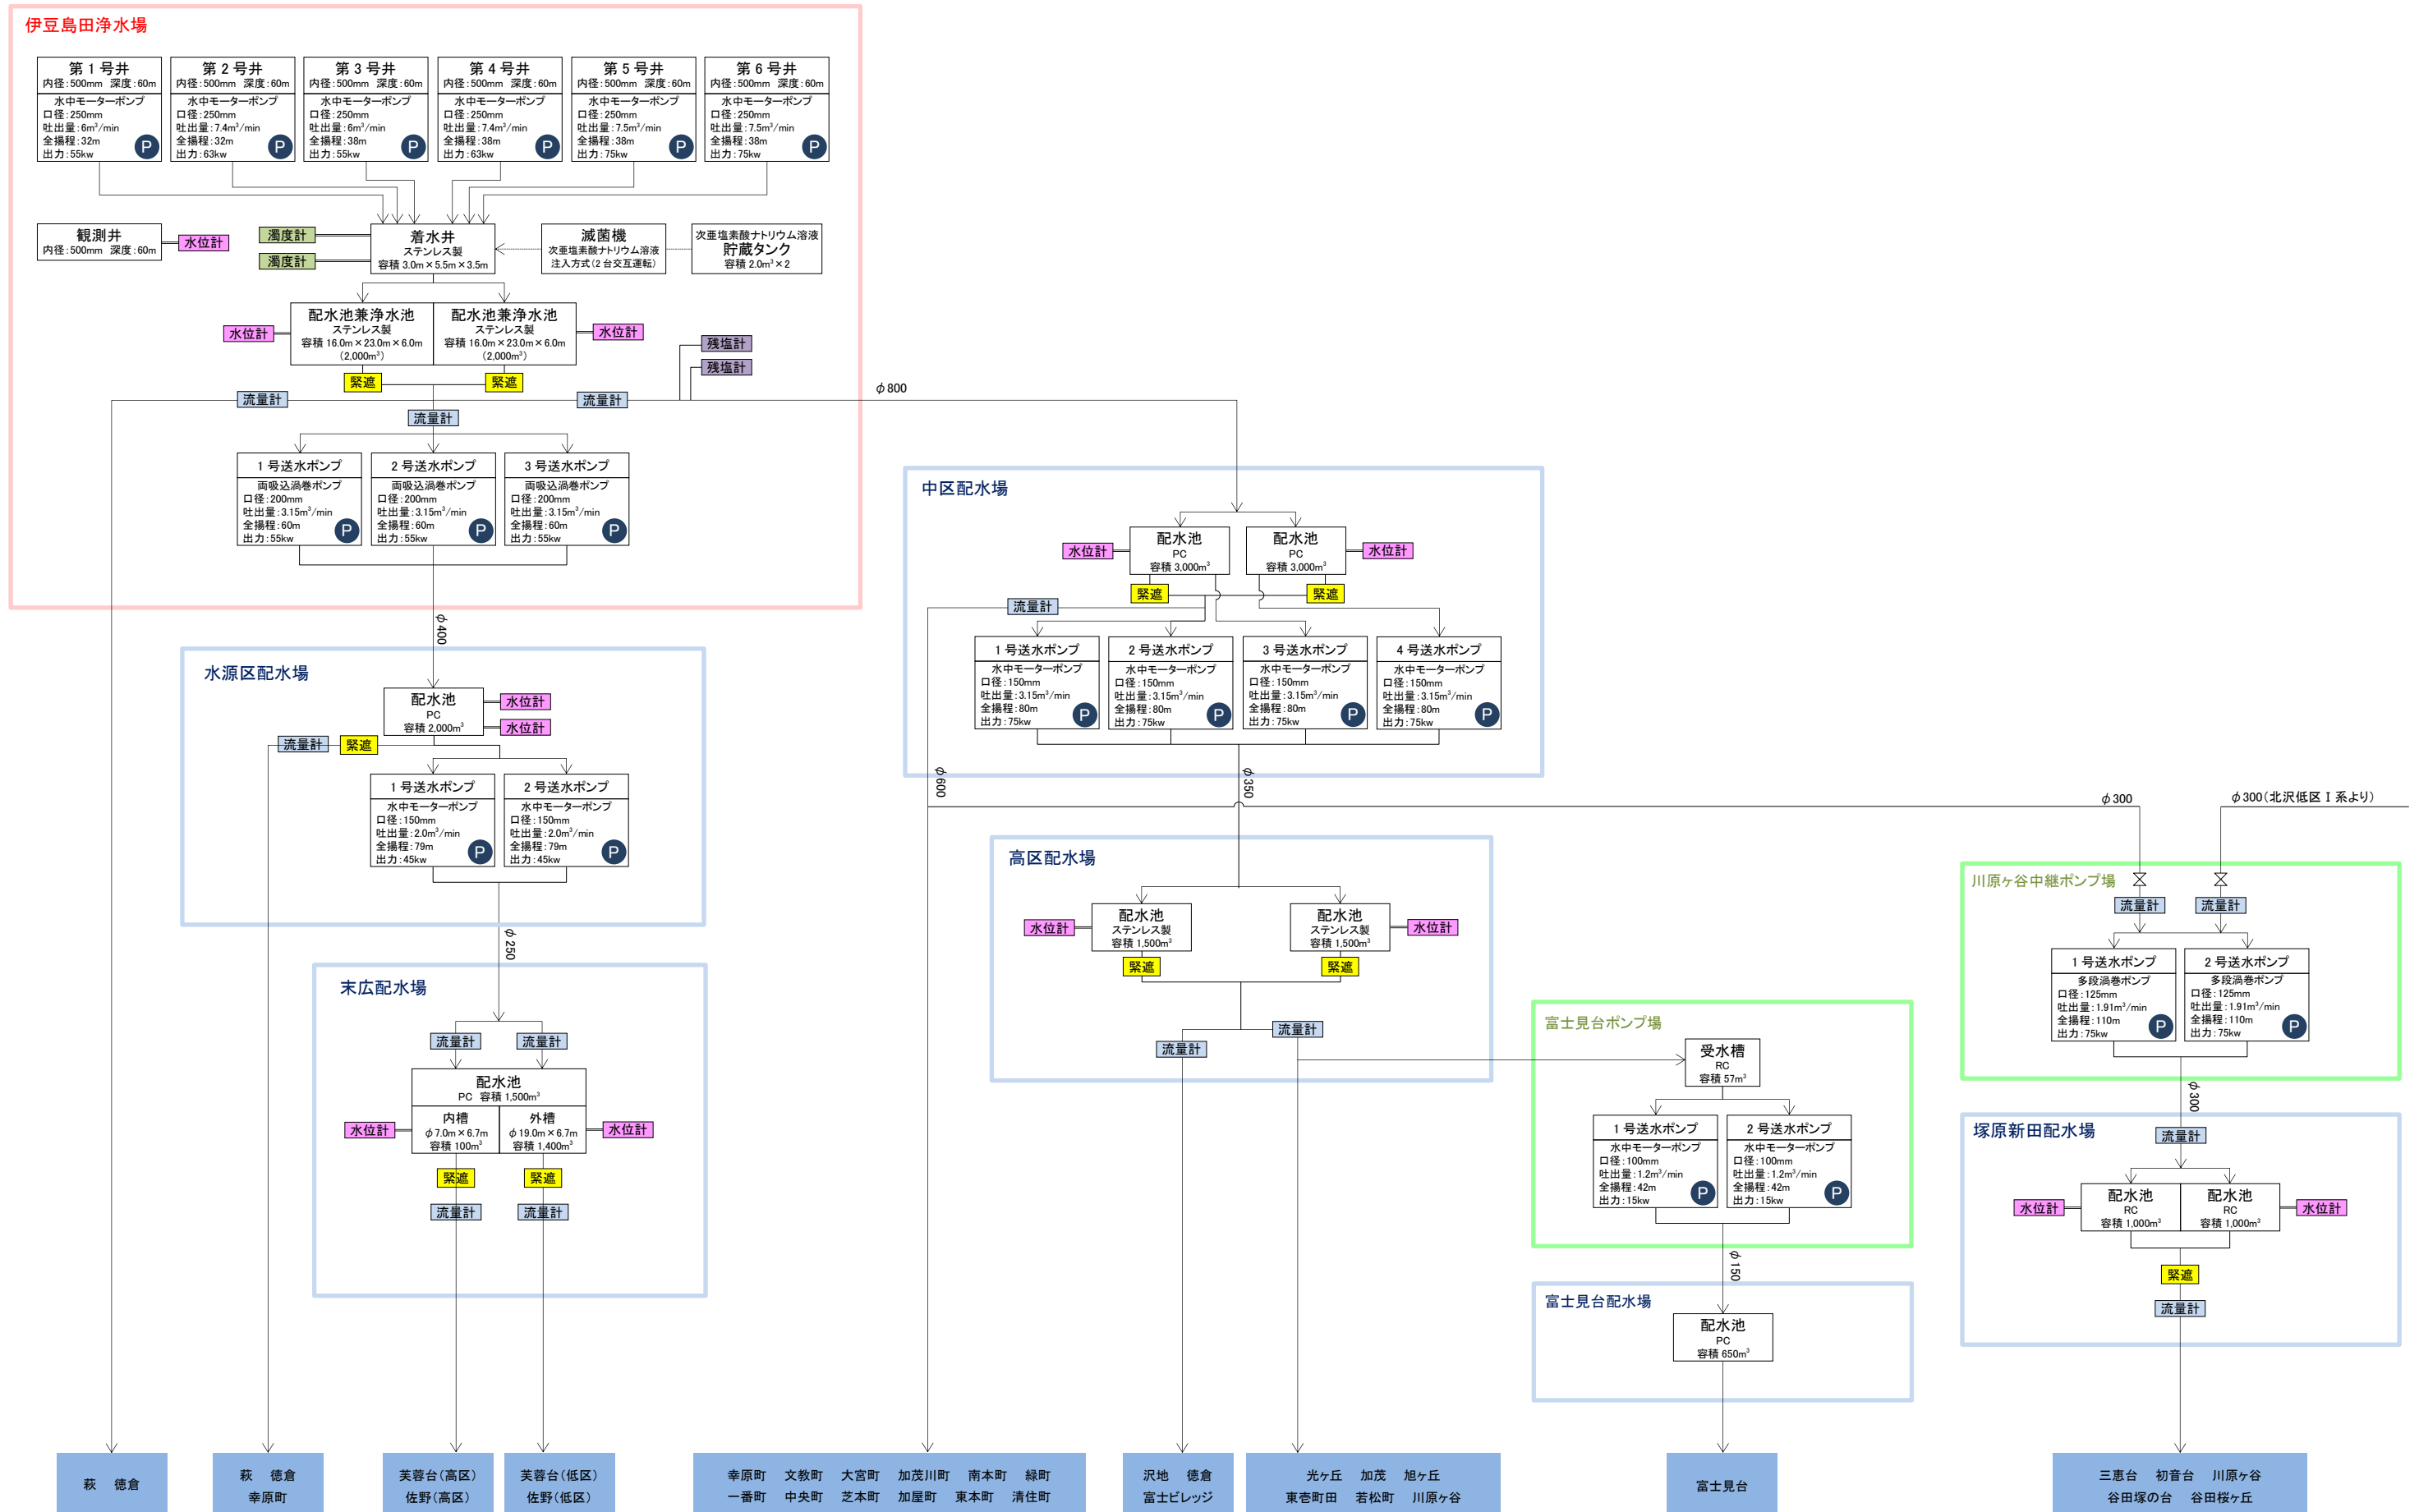 伊豆島田浄水場
第1号井
内径:500mm 深度:60m
水中モーターポンプ
口径:250mm
吐出量:6m³/min
全揚程:32m
出力:55kw
P
第2号井
内径:500mm 深度:60m
水中モーターポンプ
口径:250mm
吐出量:7.4m³/min
全揚程:32m
出力:63kw
P
第3号井
内径:500mm 深度:60m
水中モーターポンプ
口径:250mm
吐出量:6m³/min
全揚程:38m
出力:55kw
P
第4号井
内径:500mm 深度:60m
水中モーターポンプ
口径:250mm
吐出量:7.4m³/min
全揚程:38m
出力:63kw
P
第5号井
内径:500mm 深度:60m
水中モーターポンプ
口径:250mm
吐出量:7.5m³/min
全揚程:38m
出力:75kw
P
第6号井
内径:500mm 深度:60m
水中モーターポンプ
口径:250mm
吐出量:7.5m³/min
全揚程:38m
出力:75kw
P
観測井
内径:500mm 深度:60m
水位計
濁度計
濁度計
着水井
ステンレス製
容積 3.0m×5.5m×3.5m
滅菌機
次亜塩素酸ナトリウム溶液
注入方式(2台交互運転)
次亜塩素酸ナトリウム溶液
貯蔵タンク
容積 2.0m³×2
水位計
配水池兼浄水池
ステンレス製
容積 16.0m×23.0m×6.0m
(2,000m³)
配水池兼浄水池
ステンレス製
容積 16.0m×23.0m×6.0m
(2,000m³)
水位計
残塩計
残塩計
緊遮
緊遮
流量計
流量計
流量計
φ800
1号送水ポンプ
両吸込渦巻ポンプ
口径:200mm
吐出量:3.15m³/min
全揚程:60m
出力:55kw
P
2号送水ポンプ
両吸込渦巻ポンプ
口径:200mm
吐出量:3.15m³/min
全揚程:60m
出力:55kw
P
3号送水ポンプ
両吸込渦巻ポンプ
口径:200mm
吐出量:3.15m³/min
全揚程:60m
出力:55kw
P
φ400
水源区配水場
配水池
PC
容積 2,000m³
水位計
水位計
流量計
緊遮
1号送水ポンプ
水中モーターポンプ
口径:150mm
吐出量:2.0m³/min
全揚程:79m
出力:45kw
P
2号送水ポンプ
水中モーターポンプ
口径:150mm
吐出量:2.0m³/min
全揚程:79m
出力:45kw
P
φ250
末広配水場
流量計
流量計
配水池
PC 容積 1,500m³
内槽
φ7.0m×6.7m
容積 100m³
外槽
φ19.0m×6.7m
容積 1,400m³
水位計
水位計
緊遮
緊遮
流量計
流量計
中区配水場
水位計
配水池
PC
容積 3,000m³
配水池
PC
容積 3,000m³
水位計
緊遮
緊遮
流量計
1号送水ポンプ
水中モーターポンプ
口径:150mm
吐出量:3.15m³/min
全揚程:80m
出力:75kw
P
2号送水ポンプ
水中モーターポンプ
口径:150mm
吐出量:3.15m³/min
全揚程:80m
出力:75kw
P
3号送水ポンプ
水中モーターポンプ
口径:150mm
吐出量:3.15m³/min
全揚程:80m
出力:75kw
P
4号送水ポンプ
水中モーターポンプ
口径:150mm
吐出量:3.15m³/min
全揚程:80m
出力:75kw
P
φ600
φ350
φ300
φ300(北沢低区Ⅰ系より)
高区配水場
水位計
配水池
ステンレス製
容積 1,500m³
配水池
ステンレス製
容積 1,500m³
水位計
緊遮
緊遮
流量計
流量計
富士見台ポンプ場
受水槽
RC
容積 57m³
1号送水ポンプ
水中モーターポンプ
口径:100mm
吐出量:1.2m³/min
全揚程:42m
出力:15kw
P
2号送水ポンプ
水中モーターポンプ
口径:100mm
吐出量:1.2m³/min
全揚程:42m
出力:15kw
P
φ150
富士見台配水場
配水池
PC
容積 650m³
川原ヶ谷中継ポンプ場
流量計
流量計
1号送水ポンプ
多段渦巻ポンプ
口径:125mm
吐出量:1.91m³/min
全揚程:110m
出力:75kw
P
2号送水ポンプ
多段渦巻ポンプ
口径:125mm
吐出量:1.91m³/min
全揚程:110m
出力:75kw
P
φ300
塚原新田配水場
流量計
水位計
配水池
RC
容積 1,000m³
配水池
RC
容積 1,000m³
水位計
緊遮
流量計
萩 徳倉
萩 徳倉
幸原町
芙蓉台(高区)
佐野(高区)
芙蓉台(低区)
佐野(低区)
幸原町 文教町 大宮町 加茂川町 南本町 緑町
一番町 中央町 芝本町 加屋町 東本町 清住町
沢地 徳倉
富士ビレッジ
光ヶ丘 加茂 旭ヶ丘
東壱町田 若松町 川原ヶ谷
富士見台
三恵台 初音台 川原ヶ谷
谷田塚の台 谷田桜ヶ丘